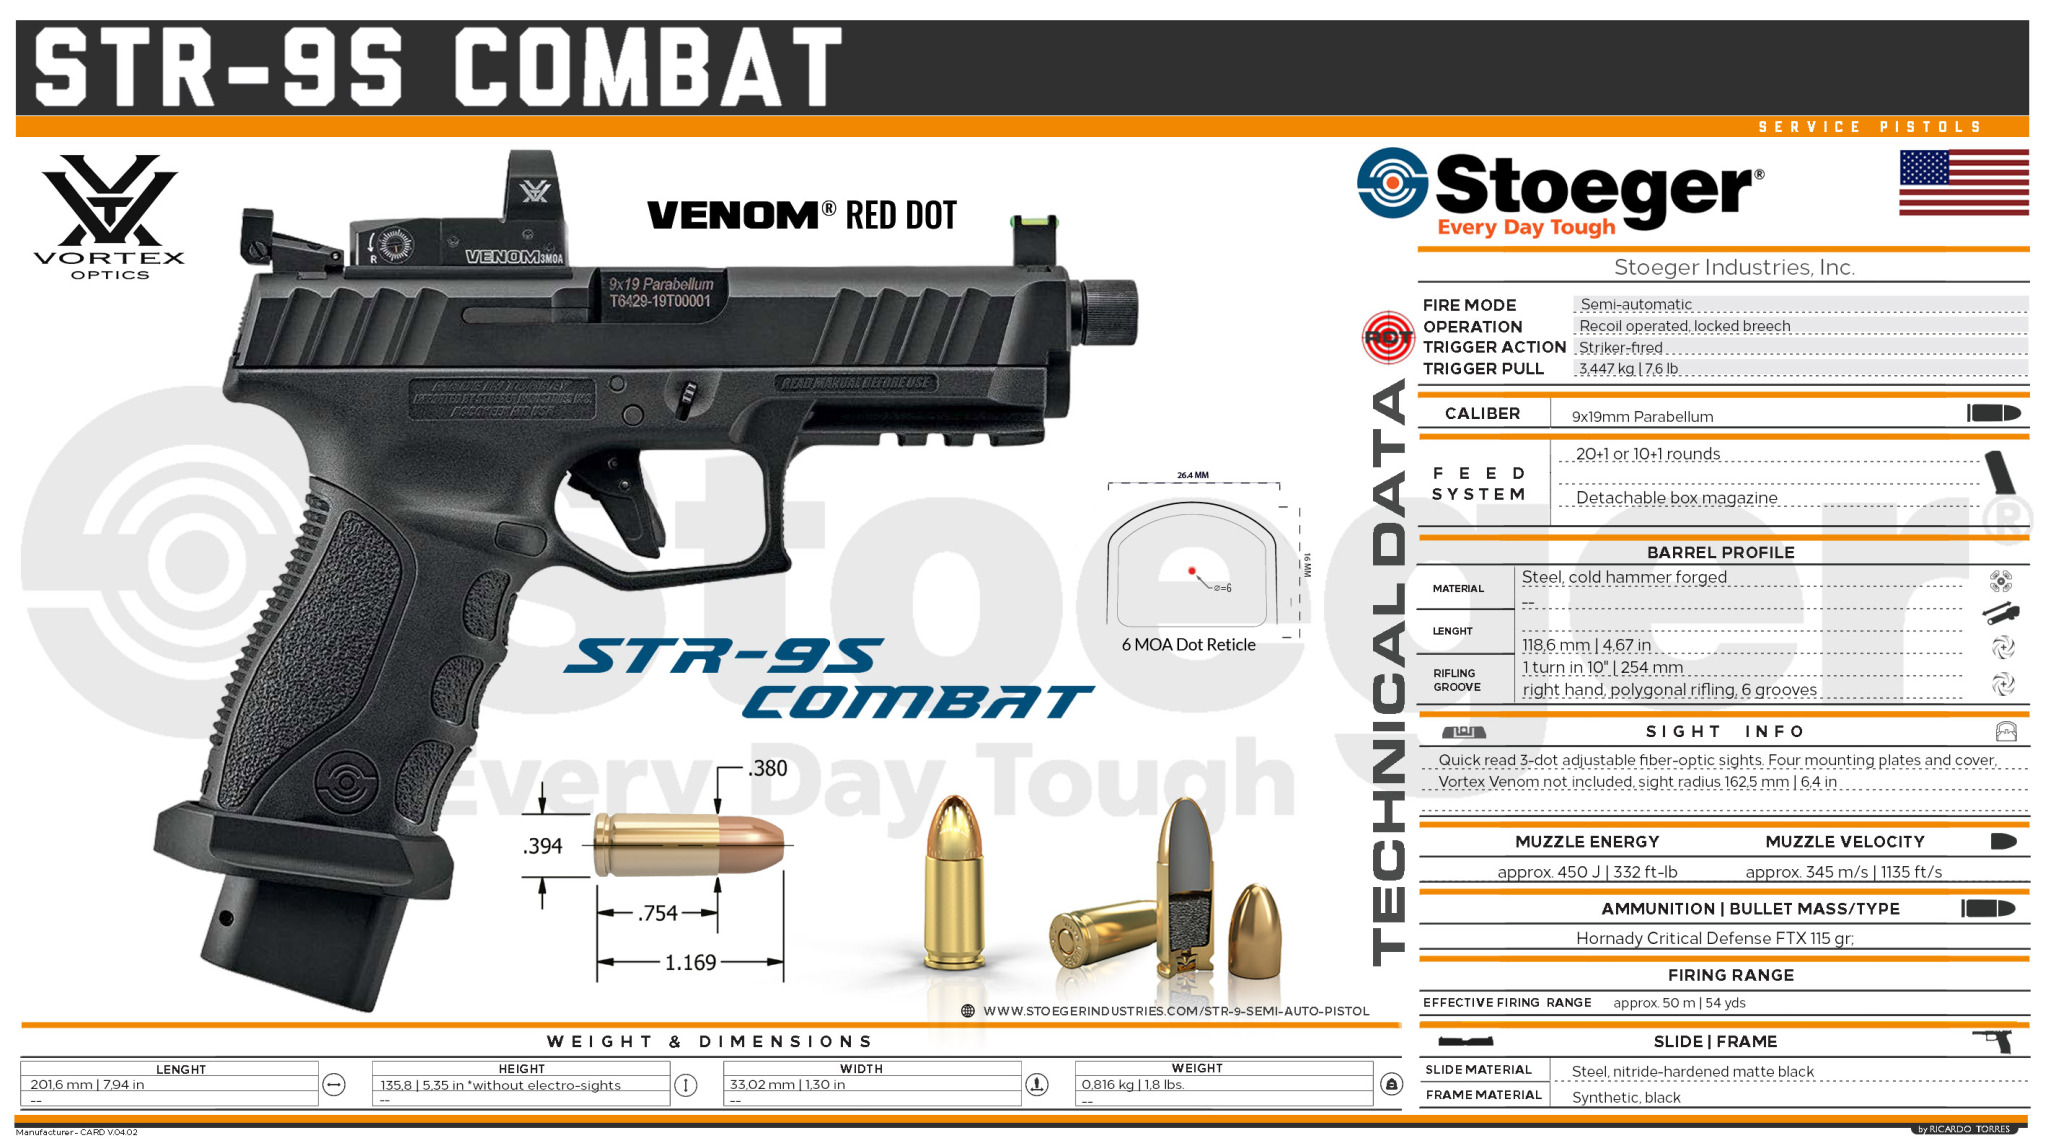 STR-9S COMBAT
SERVICE PISTOLS
VORTEX
OPTICS
VENOM® RED DOT
R
VENOM 3MOA
9x19 Parabellum
T6429-19T00001
READ MANUAL BEFORE USE
Stoeger®
Every Day Tough
Stoeger Industries, Inc.
TECHNICAL DATA
FIRE MODE Semi-automatic
OPERATION Recoil operated, locked breech
TRIGGER ACTION Striker-fired
TRIGGER PULL 3,447 kg | 7,6 lb
CALIBER 9x19mm Parabellum
FEED
SYSTEM
20+1 or 10+1 rounds
Detachable box magazine
BARREL PROFILE
MATERIAL Steel, cold hammer forged
--
LENGHT 118,6 mm | 4,67 in
RIFLING
GROOVE
1 turn in 10" | 254 mm
right hand, polygonal rifling, 6 grooves
SIGHT INFO
Quick read 3-dot adjustable fiber-optic sights. Four mounting plates and cover,
Vortex Venom not included, sight radius 162,5 mm | 6.4 in
MUZZLE ENERGY MUZZLE VELOCITY
approx. 450 J | 332 ft-lb approx. 345 m/s | 1135 ft/s
AMMUNITION | BULLET MASS/TYPE
Hornady Critical Defense FTX 115 gr;
FIRING RANGE
EFFECTIVE FIRING RANGE approx. 50 m | 54 yds
SLIDE | FRAME
SLIDE MATERIAL Steel, nitride-hardened matte black
FRAME MATERIAL Synthetic, black
Stoeger®
Every Day Tough
26.4 MM
16 MM
⌀=6
6 MOA Dot Reticle
STR-9S
COMBAT
.380
.394
.754
1.169
WWW.STOEGERINDUSTRIES.COM/STR-9-SEMI-AUTO-PISTOL
WEIGHT & DIMENSIONS
LENGHT HEIGHT WIDTH WEIGHT
201,6 mm | 7,94 in 135,8 | 5,35 in *without electro-sights 33,02 mm | 1,30 in 0,816 kg | 1,8 lbs.
-- -- -- --
Manufacturer - CARD V.04.02
by RICARDO TORRES